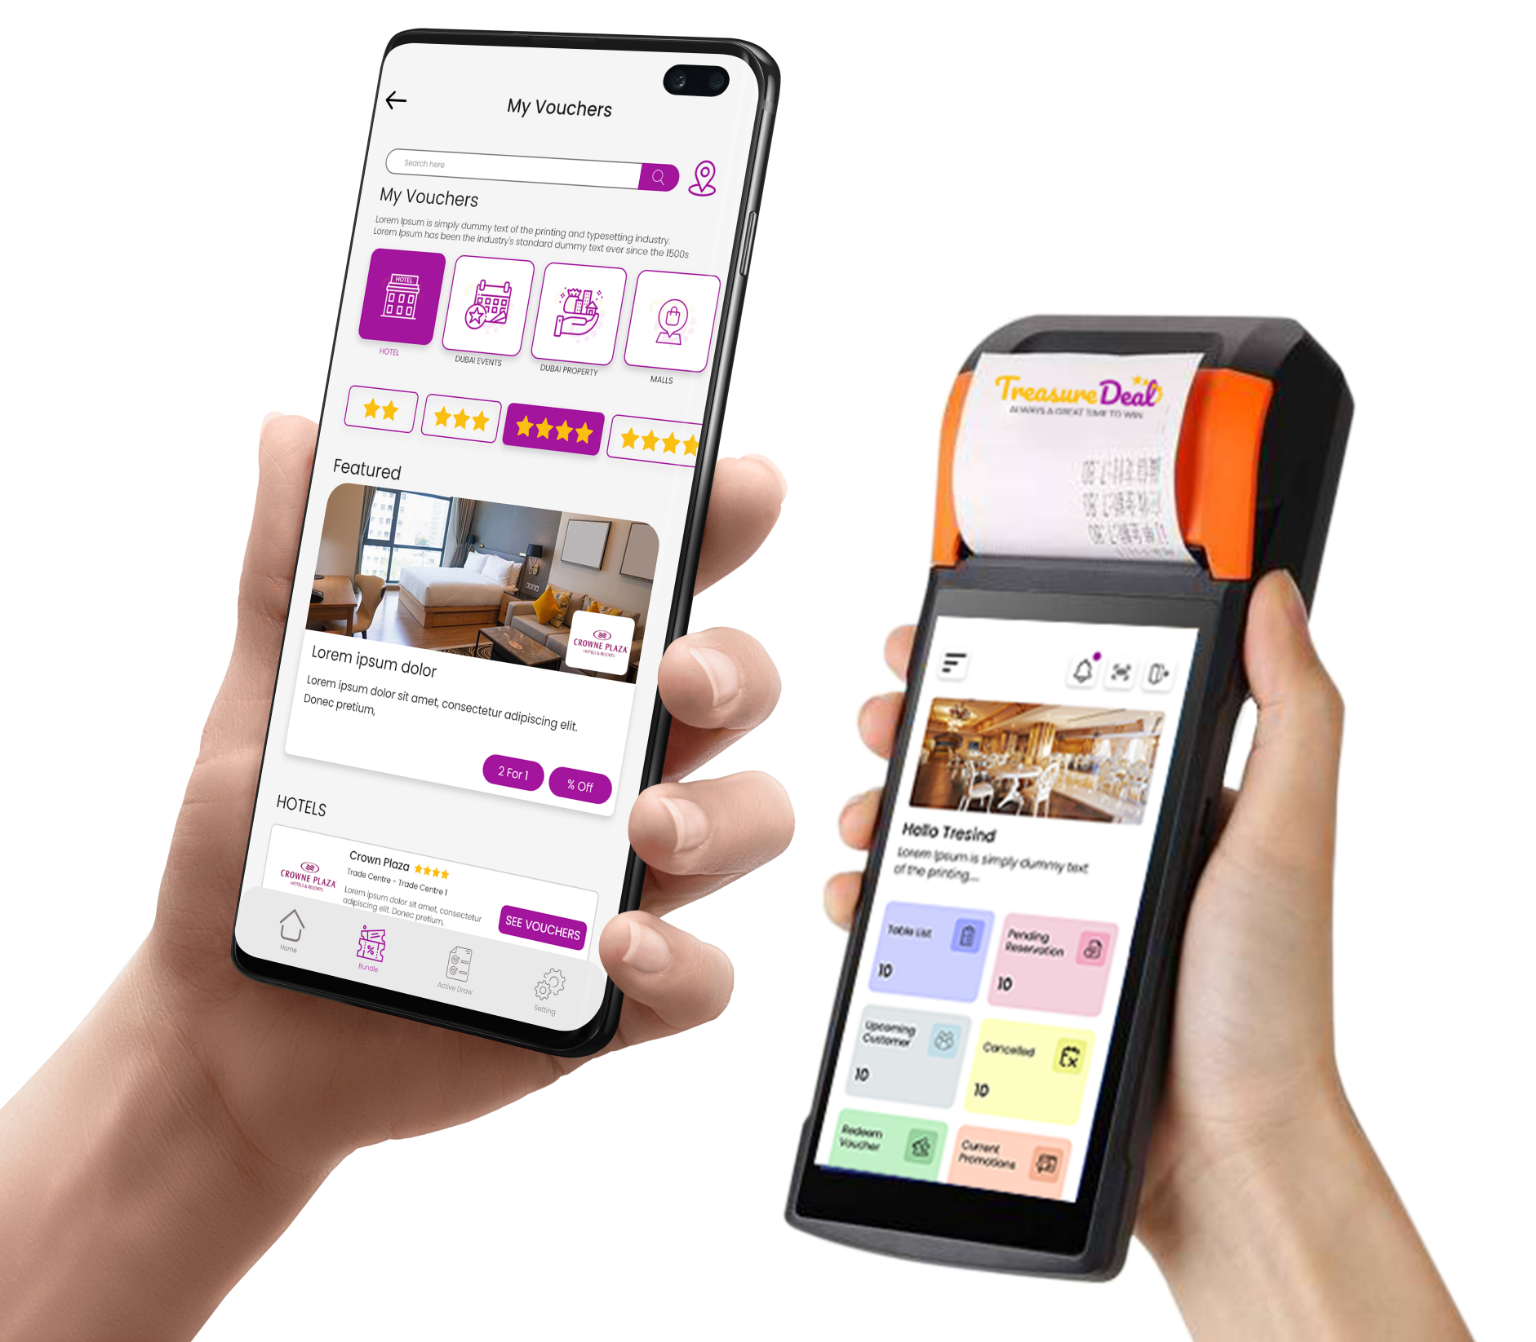 My Vouchers
Search here
My Vouchers
Lorem Ipsum is simply dummy text of the printing and typesetting industry.
Lorem Ipsum has been the industry's standard dummy text ever since the 1500s
HOTEL
HOTEL
DUBAI EVENTS
DUBAI PROPERTY
MALLS
Featured
CROWNE PLAZA
HOTELS & RESORTS
Lorem ipsum dolor
Lorem ipsum dolor sit amet, consectetur adipiscing elit.
Donec pretium,
2 For 1
% Off
HOTELS
CROWNE PLAZA
HOTELS & RESORTS
Crown Plaza
Trade Centre - Trade Centre 1
Lorem ipsum dolor sit amet, consectetur
adipiscing elit. Donec pretium,
SEE VOUCHERS
Home
Bundle
Active Draw
Setting
TreasureDeal
ALWAYS A GREAT TIME TO WIN
Hello Tresind
Lorem Ipsum is simply dummy text
of the printing....
Table List
10
Pending
Reservation
10
Upcoming
Customer
10
Cancelled
10
Redeem
Voucher
Current
Promotions